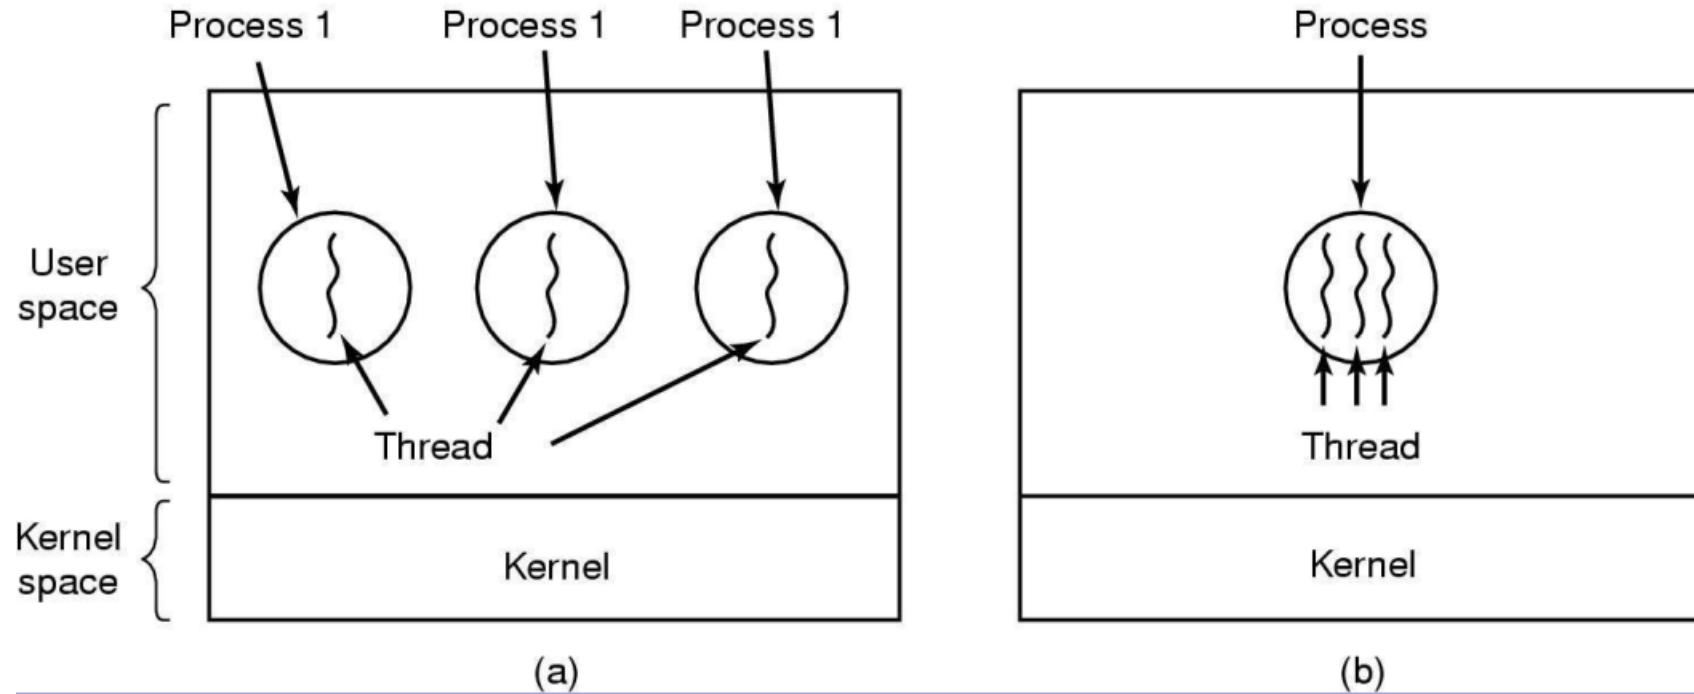 Process 1 Process 1 Process 1 Process
User
space
Thread Thread
Kernel
space
Kernel Kernel
(a) (b)